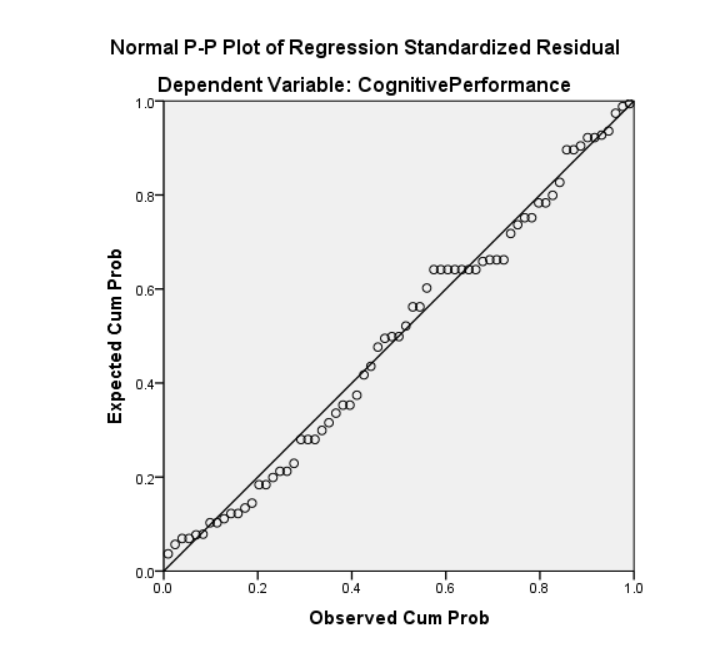 Normal P-P Plot of Regression Standardized Residual
Dependent Variable: CognitivePerformance
1.0
0.8
0.6
0.4
0.2
0.0
Expected Cum Prob
0.0 0.2 0.4 0.6 0.8 1.0
Observed Cum Prob